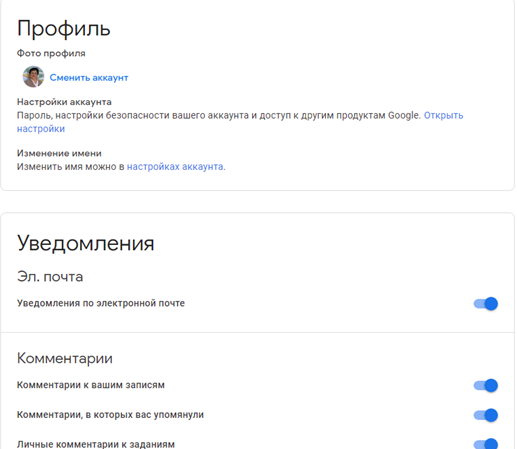 Профиль
Фото профиля
Сменить аккаунт
Настройки аккаунта
Пароль, настройки безопасности вашего аккаунта и доступ к другим продуктам Google. Открыть
настройки
Изменение имени
Изменить имя можно в настройках аккаунта.
Уведомления
Эл. почта
Уведомления по электронной почте
Комментарии
Комментарии к вашим записям
Комментарии, в которых вас упомянули
Личные комментарии к заданиям